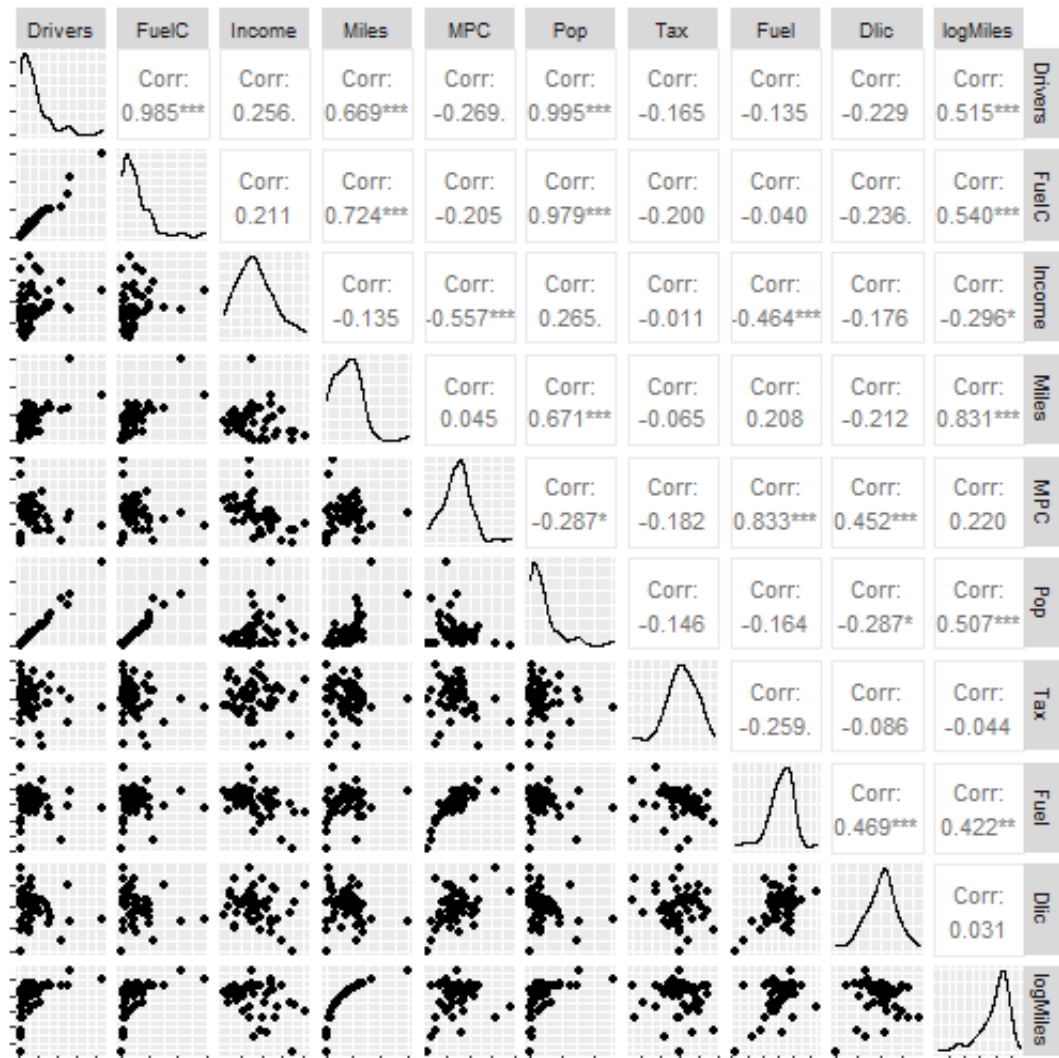 Drivers FuelC Income Miles MPC Pop Tax Fuel Dlic logMiles
Corr: Corr: Corr: Corr: Corr: Corr: Corr: Corr: Corr:
0.985*** 0.256. 0.669*** -0.269. 0.995*** -0.165 -0.135 -0.229 0.515***
Drivers
Corr: Corr: Corr: Corr: Corr: Corr: Corr: Corr:
0.211 0.724*** -0.205 0.979*** -0.200 -0.040 -0.236. 0.540***
FuelC
Corr: Corr: Corr: Corr: Corr: Corr: Corr:
-0.135 -0.557*** 0.265. -0.011 -0.464*** -0.176 -0.296*
Income
Corr: Corr: Corr: Corr: Corr: Corr:
0.045 0.671*** -0.065 0.208 -0.212 0.831***
Miles
Corr: Corr: Corr: Corr: Corr:
-0.287* -0.182 0.833*** 0.452*** 0.220
MPC
Corr: Corr: Corr: Corr:
-0.146 -0.164 -0.287* 0.507***
Pop
Corr: Corr: Corr:
-0.259. -0.086 -0.044
Tax
Corr: Corr:
0.469*** 0.422**
Fuel
Corr:
0.031
Dlic
logMiles